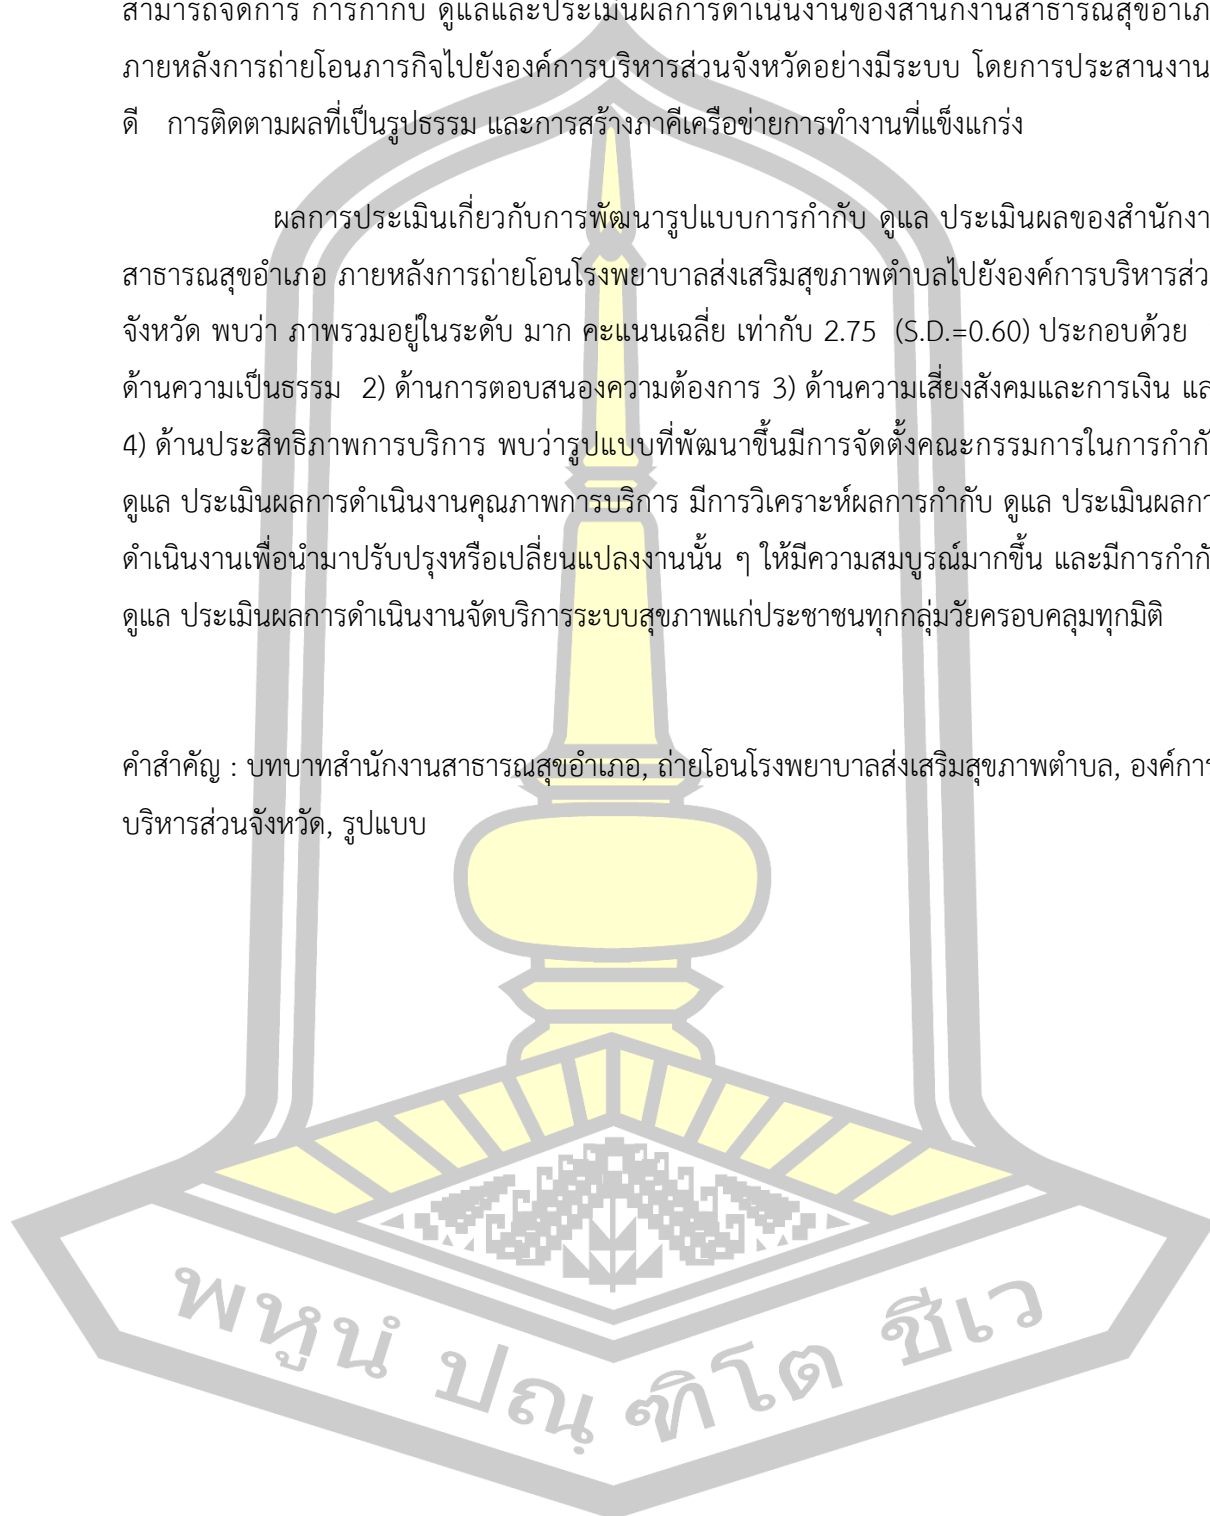 สามารถจัดการ การกำกับ ดูแลและประเมินผลการดำเนินงานของสำนักงานสาธารณสุขอำเภ
ภายหลังการถ่ายโอนภารกิจไปยังองค์การบริหารส่วนจังหวัดอย่างมีระบบ โดยการประสานงาน
ดี การติดตามผลที่เป็นรูปธรรม และการสร้างภาคีเครือข่ายการทำงานที่แข็งแกร่ง
ผลการประเมินเกี่ยวกับการพัฒนารูปแบบการกำกับ ดูแล ประเมินผลของสำนักงา
สาธารณสุขอำเภอ ภายหลังการถ่ายโอนโรงพยาบาลส่งเสริมสุขภาพตำบลไปยังองค์การบริหารส่ว
จังหวัด พบว่า ภาพรวมอยู่ในระดับ มาก คะแนนเฉลี่ย เท่ากับ 2.75 (S.D.=0.60) ประกอบด้วย
ด้านความเป็นธรรม 2) ด้านการตอบสนองความต้องการ 3) ด้านความเสี่ยงสังคมและการเงิน แล
4) ด้านประสิทธิภาพการบริการ พบว่ารูปแบบที่พัฒนาขึ้นมีการจัดตั้งคณะกรรมการในการกำกั
ดูแล ประเมินผลการดำเนินงานคุณภาพการบริการ มีการวิเคราะห์ผลการกำกับ ดูแล ประเมินผลกา
ดำเนินงานเพื่อนำมาปรับปรุงหรือเปลี่ยนแปลงงานนั้น ๆ ให้มีความสมบูรณ์มากขึ้น และมีการกำกั
ดูแล ประเมินผลการดำเนินงานจัดบริการระบบสุขภาพแก่ประชาชนทุกกลุ่มวัยครอบคลุมทุกมิติ
คำสำคัญ : บทบาทสำนักงานสาธารณสุขอำเภอ, ถ่ายโอนโรงพยาบาลส่งเสริมสุขภาพตำบล, องค์การ
บริหารส่วนจังหวัด, รูปแบบ
พหูนํ ปณฺฑิโต ชีเว